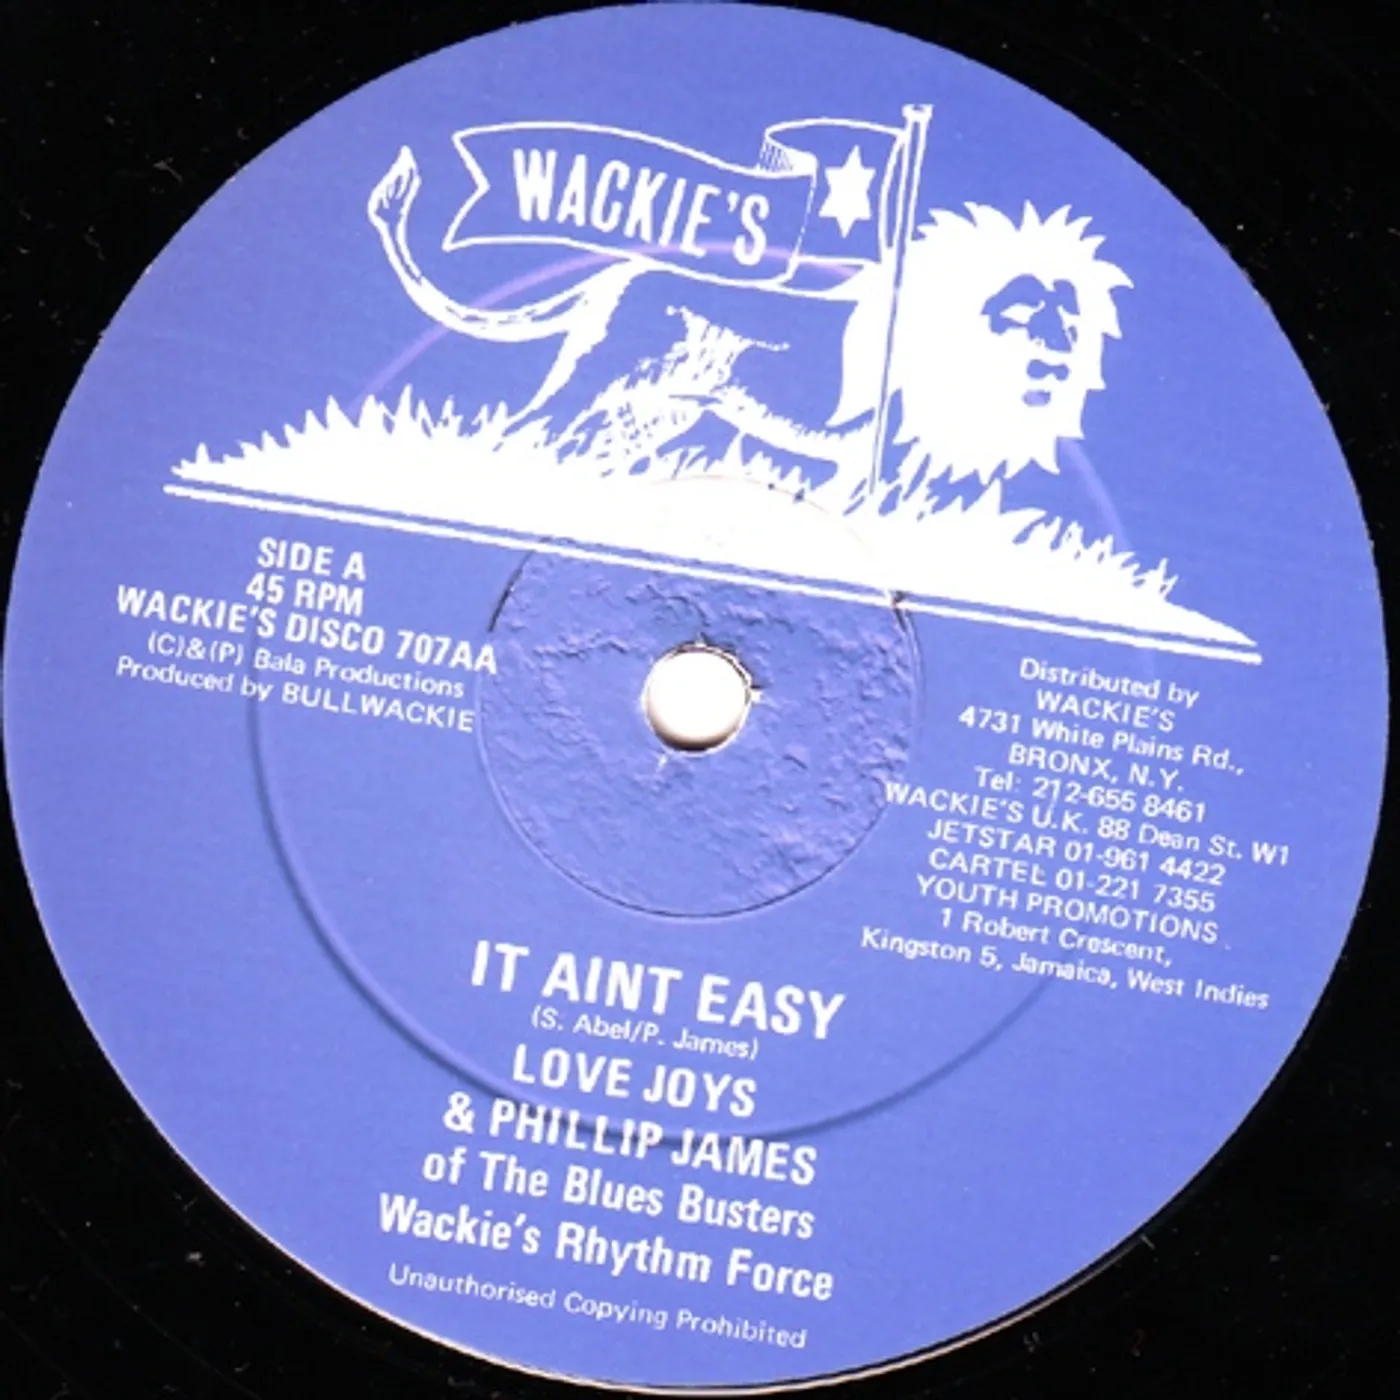 WACKIE'S
SIDE A
45 RPM
WACKIE'S DISCO 707AA
(C)&(P) Bala Productions
Produced by BULLWACKIE
Distributed by
WACKIE'S
4731 White Plains Rd.,
BRONX, N.Y.
Tel: 212-655 8461
WACKIE'S U.K. 88 Dean St. W1
JETSTAR 01-961 4422
CARTEL 01-221 7355
YOUTH PROMOTIONS
1 Robert Crescent,
Kingston 5, Jamaica, West Indies
IT AINT EASY
(S. Abel/P. James)
LOVE JOYS
& PHILLIP JAMES
of The Blues Busters
Wackie's Rhythm Force
Unauthorised Copying Prohibited